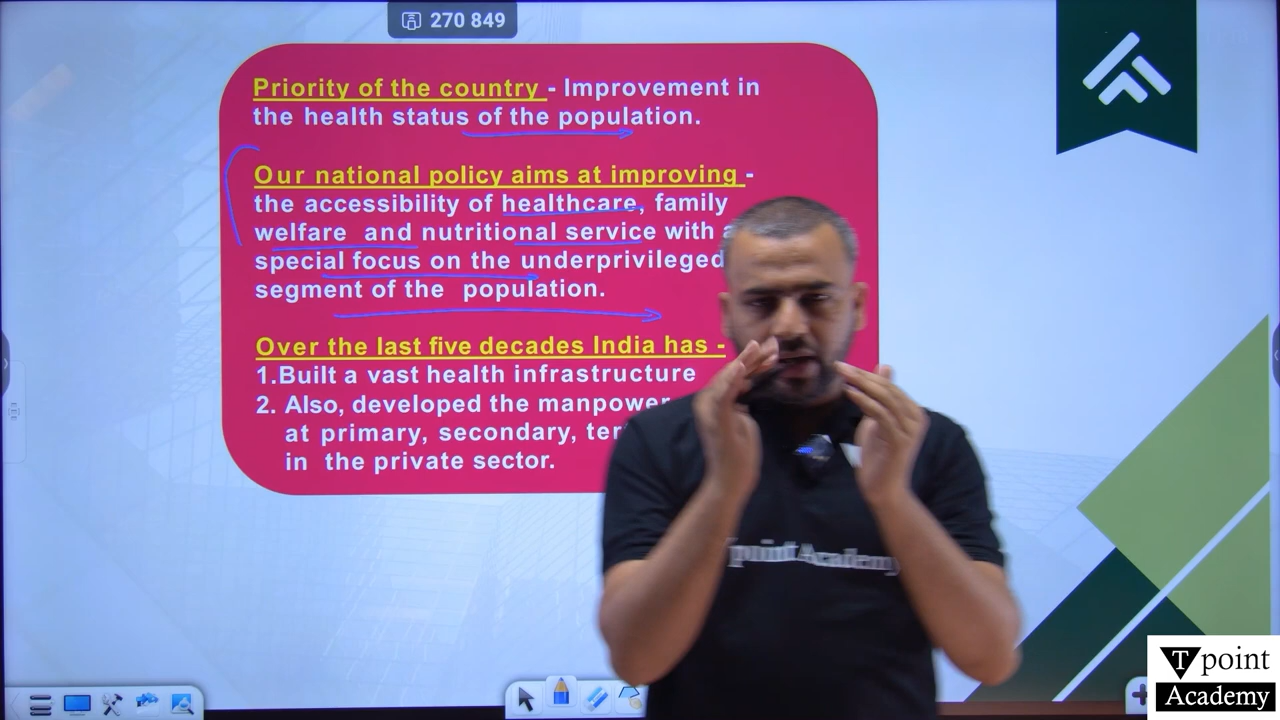 270 849
Priority of the country - Improvement in
the health status of the population.
Our national policy aims at improving -
the accessibility of healthcare, family
welfare and nutritional service with
special focus on the underprivileged
segment of the population.
Over the last five decades India has -
1.Built a vast health infrastructure
2. Also, developed the manpower
at primary, secondary,
in the private sector.
point Academy
Tpoint
Academy